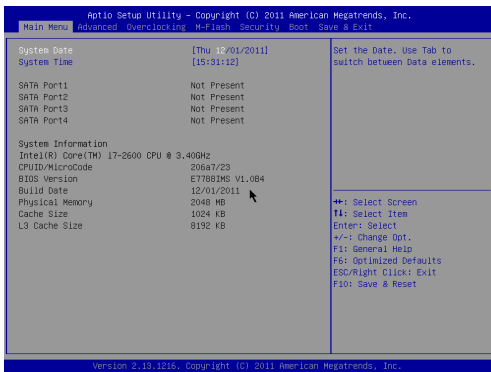 Aptio Setup Utility – Copyright (C) 2011 American Megatrends, Inc.
Main Menu Advanced Overclocking M-Flash Security Boot Save & Exit
System Date [Thu 12/01/2011]
System Time [15:31:12]
SATA Port1 Not Present
SATA Port2 Not Present
SATA Port3 Not Present
SATA Port4 Not Present
System Information
Intel(R) Core(TM) i7-2600 CPU @ 3.40GHz
CPUID/MicroCode 206a7/23
BIOS Version E7788IMS V1.0B4
Build Date 12/01/2011
Physical Memory 2048 MB
Cache Size 1024 KB
L3 Cache Size 8192 KB
Set the Date. Use Tab to
switch between Data elements.
→←: Select Screen
↑↓: Select Item
Enter: Select
+/-: Change Opt.
F1: General Help
F6: Optimized Defaults
ESC/Right Click: Exit
F10: Save & Reset
Version 2.13.1216. Copyright (C) 2011 American Megatrends, Inc.